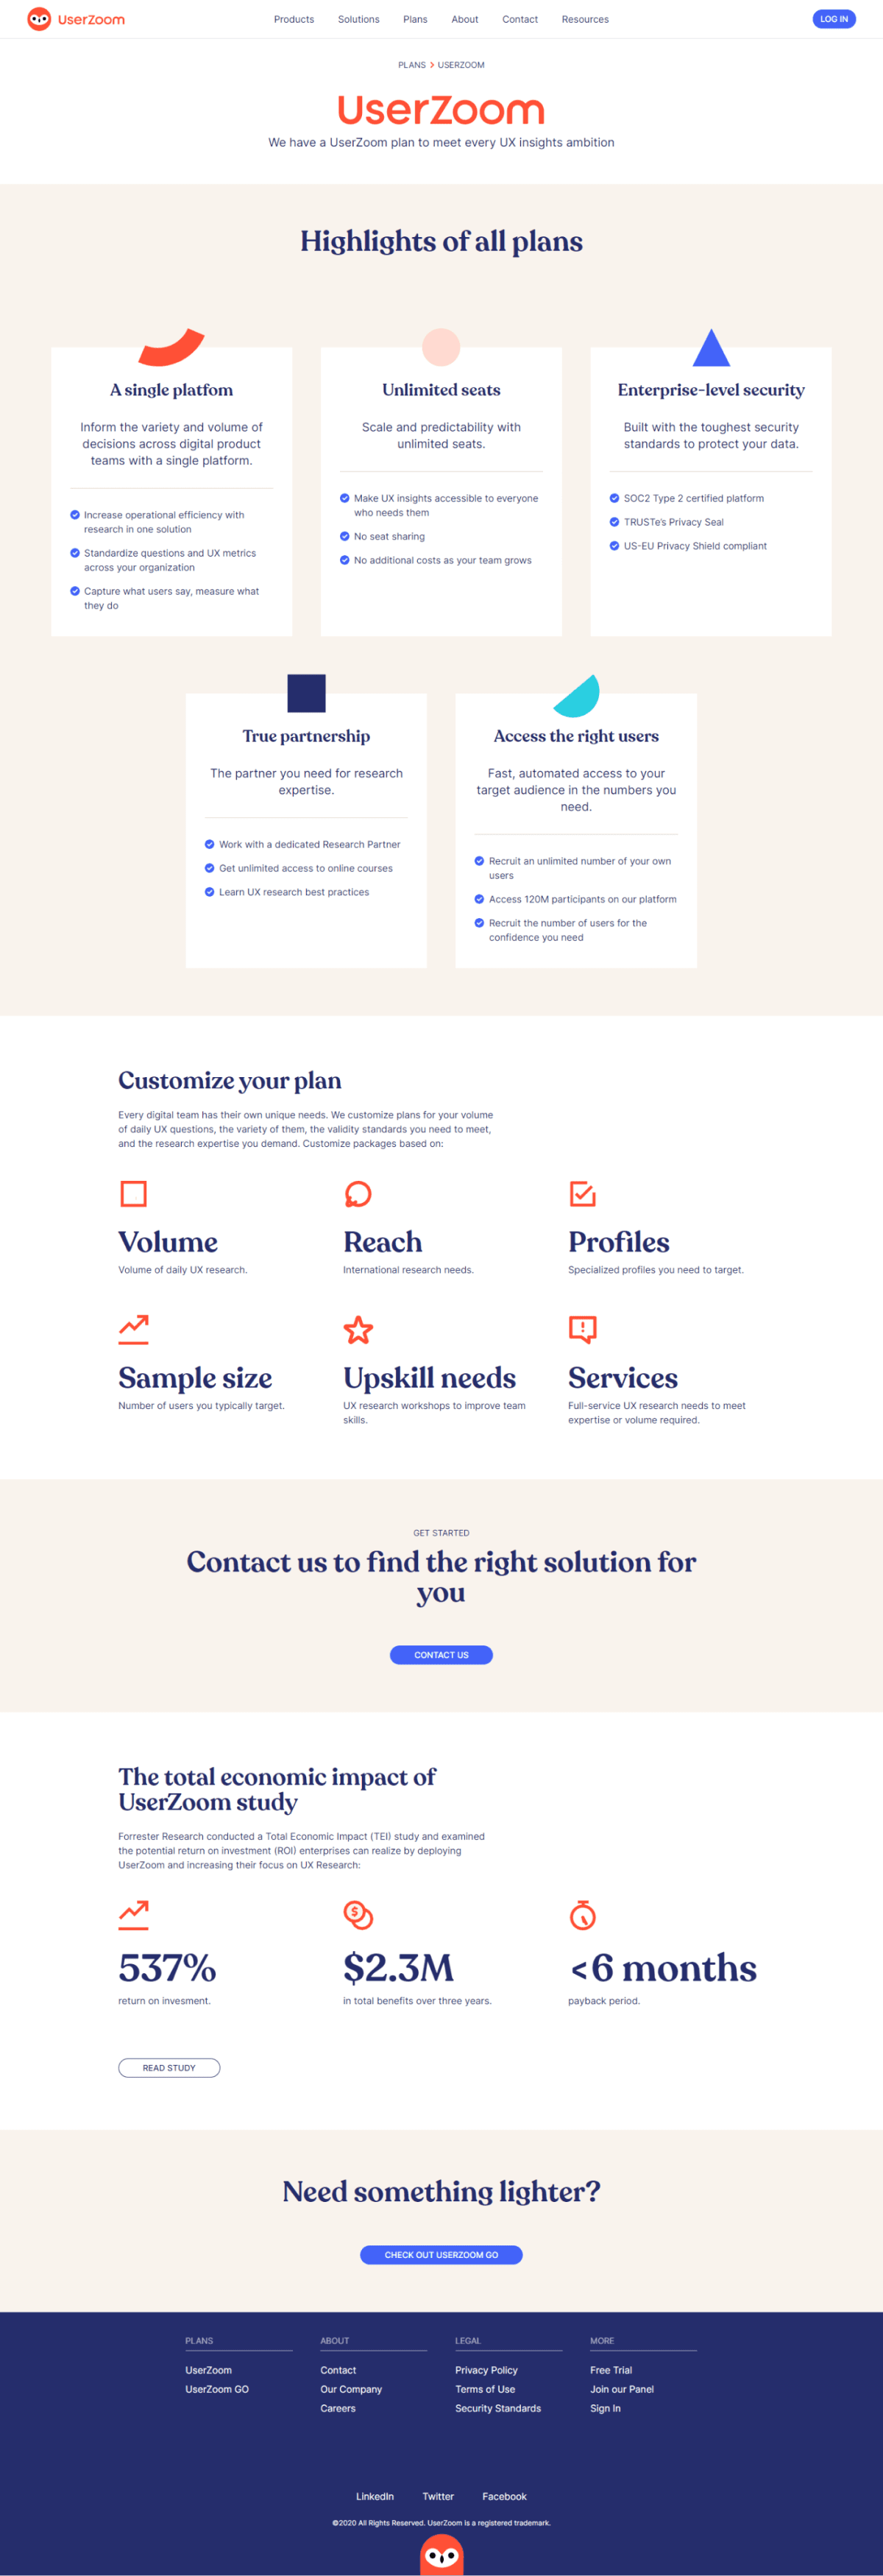 UserZoom
Products Solutions Plans About Contact Resources
LOG IN
PLANS > USERZOOM
UserZoom
We have a UserZoom plan to meet every UX insights ambition
Highlights of all plans
A single platfom
Inform the variety and volume of
decisions across digital product
teams with a single platform.
Increase operational efficiency with
research in one solution
Standardize questions and UX metrics
across your organization
Capture what users say, measure what
they do
Unlimited seats
Scale and predictability with
unlimited seats.
Make UX insights accessible to everyone
who needs them
No seat sharing
No additional costs as your team grows
Enterprise-level security
Built with the toughest security
standards to protect your data.
SOC2 Type 2 certified platform
TRUSTe's Privacy Seal
US-EU Privacy Shield compliant
True partnership
The partner you need for research
expertise.
Work with a dedicated Research Partner
Get unlimited access to online courses
Learn UX research best practices
Access the right users
Fast, automated access to your
target audience in the numbers you
need.
Recruit an unlimited number of your own
users
Access 120M participants on our platform
Recruit the number of users for the
confidence you need
Customize your plan
Every digital team has their own unique needs. We customize plans for your volume
of daily UX questions, the variety of them, the validity standards you need to meet,
and the research expertise you demand. Customize packages based on:
Volume
Volume of daily UX research.
Reach
International research needs.
Profiles
Specialized profiles you need to target.
Sample size
Number of users you typically target.
Upskill needs
UX research workshops to improve team
skills.
Services
Full-service UX research needs to meet
expertise or volume required.
GET STARTED
Contact us to find the right solution for
you
CONTACT US
The total economic impact of
UserZoom study
Forrester Research conducted a Total Economic Impact (TEI) study and examined
the potential return on investment (ROI) enterprises can realize by deploying
UserZoom and increasing their focus on UX Research:
537%
return on invesment.
$2.3M
in total benefits over three years.
<6 months
payback period.
READ STUDY
Need something lighter?
CHECK OUT USERZOOM GO
PLANS
UserZoom
UserZoom GO
ABOUT
Contact
Our Company
Careers
LEGAL
Privacy Policy
Terms of Use
Security Standards
MORE
Free Trial
Join our Panel
Sign In
LinkedIn Twitter Facebook
©2020 All Rights Reserved. UserZoom is a registered trademark.